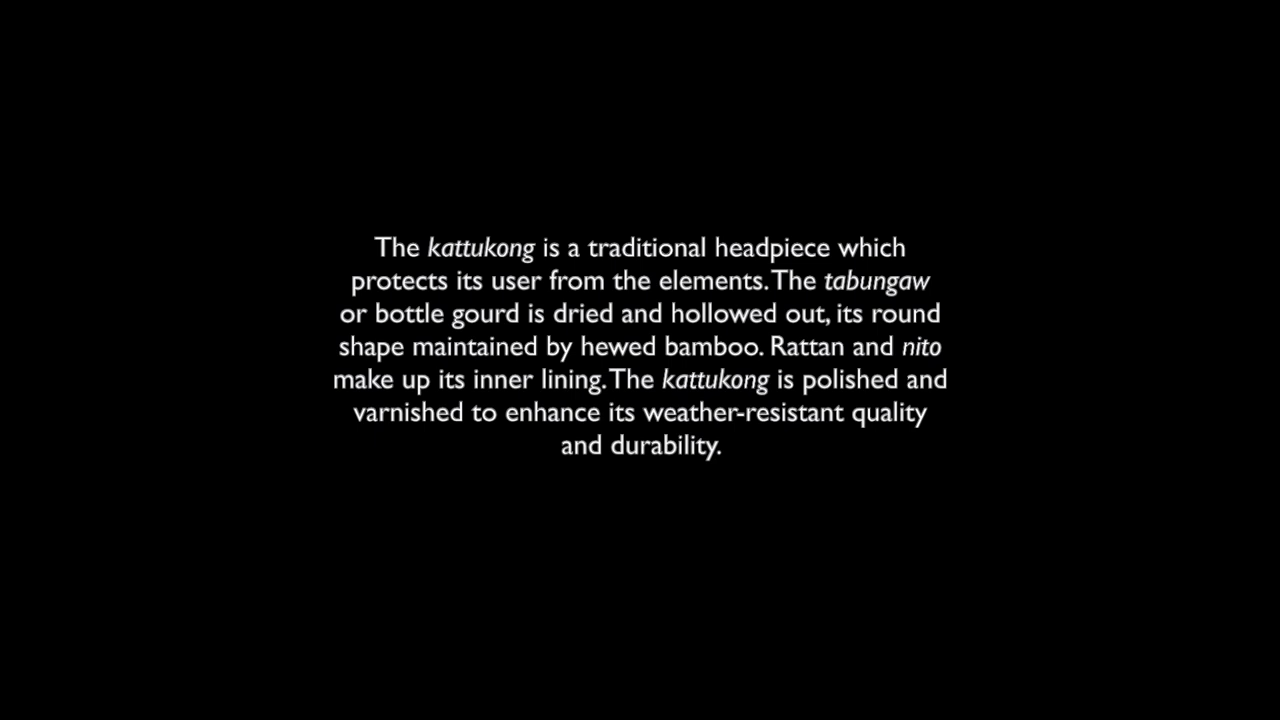 The kattukong is a traditional headpiece which
protects its user from the elements. The tabungaw
or bottle gourd is dried and hollowed out, its round
shape maintained by hewed bamboo. Rattan and nito
make up its inner lining. The kattukong is polished and
varnished to enhance its weather-resistant quality
and durability.